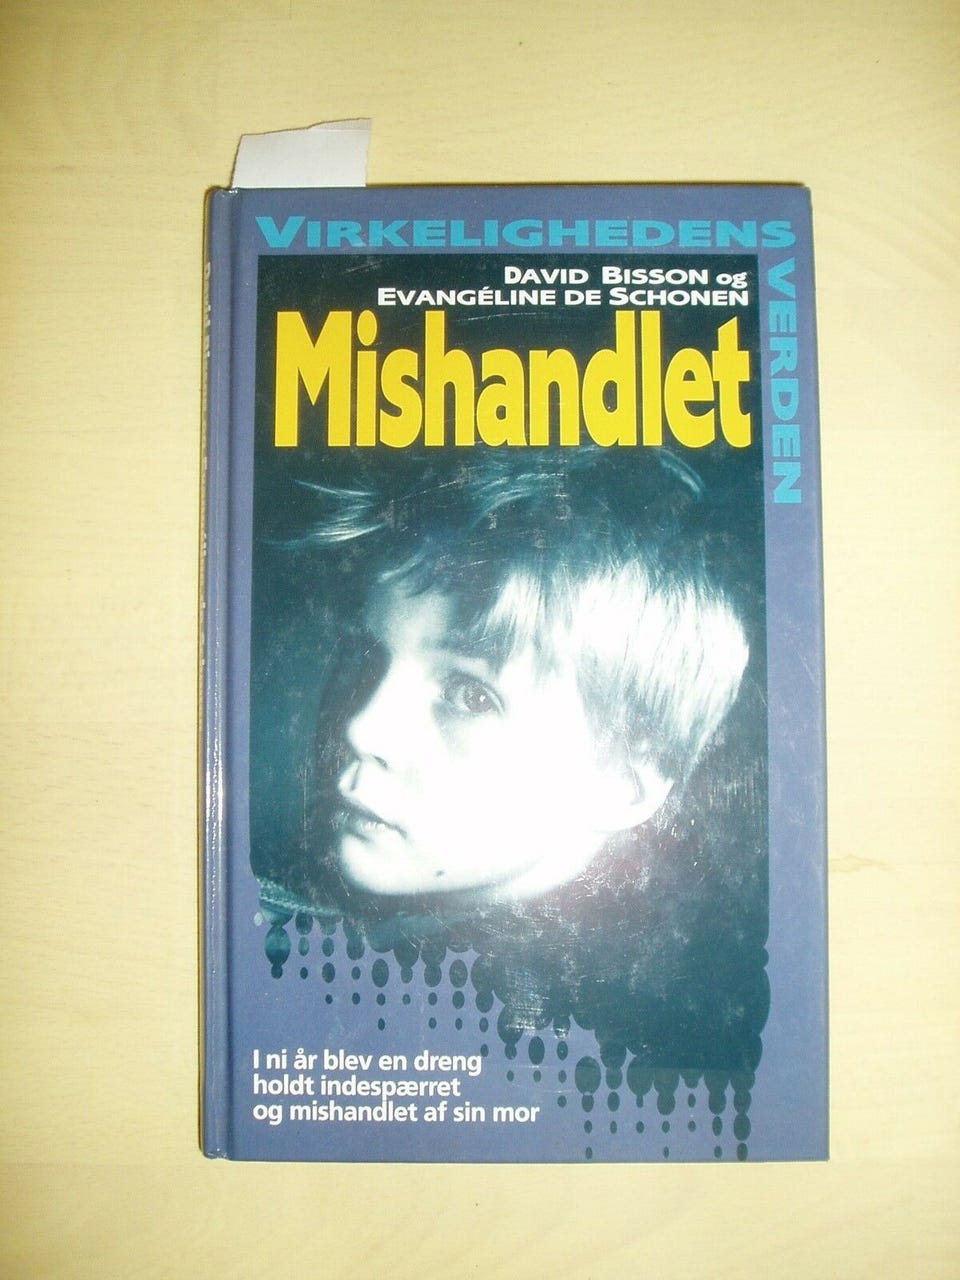 VIRKELIGHEDENS
VERDEN
DAVID BISSON og
EVANGÉLINE DE SCHONEN
Mishandlet
I ni år blev en dreng
holdt indespærret
og mishandlet af sin mor